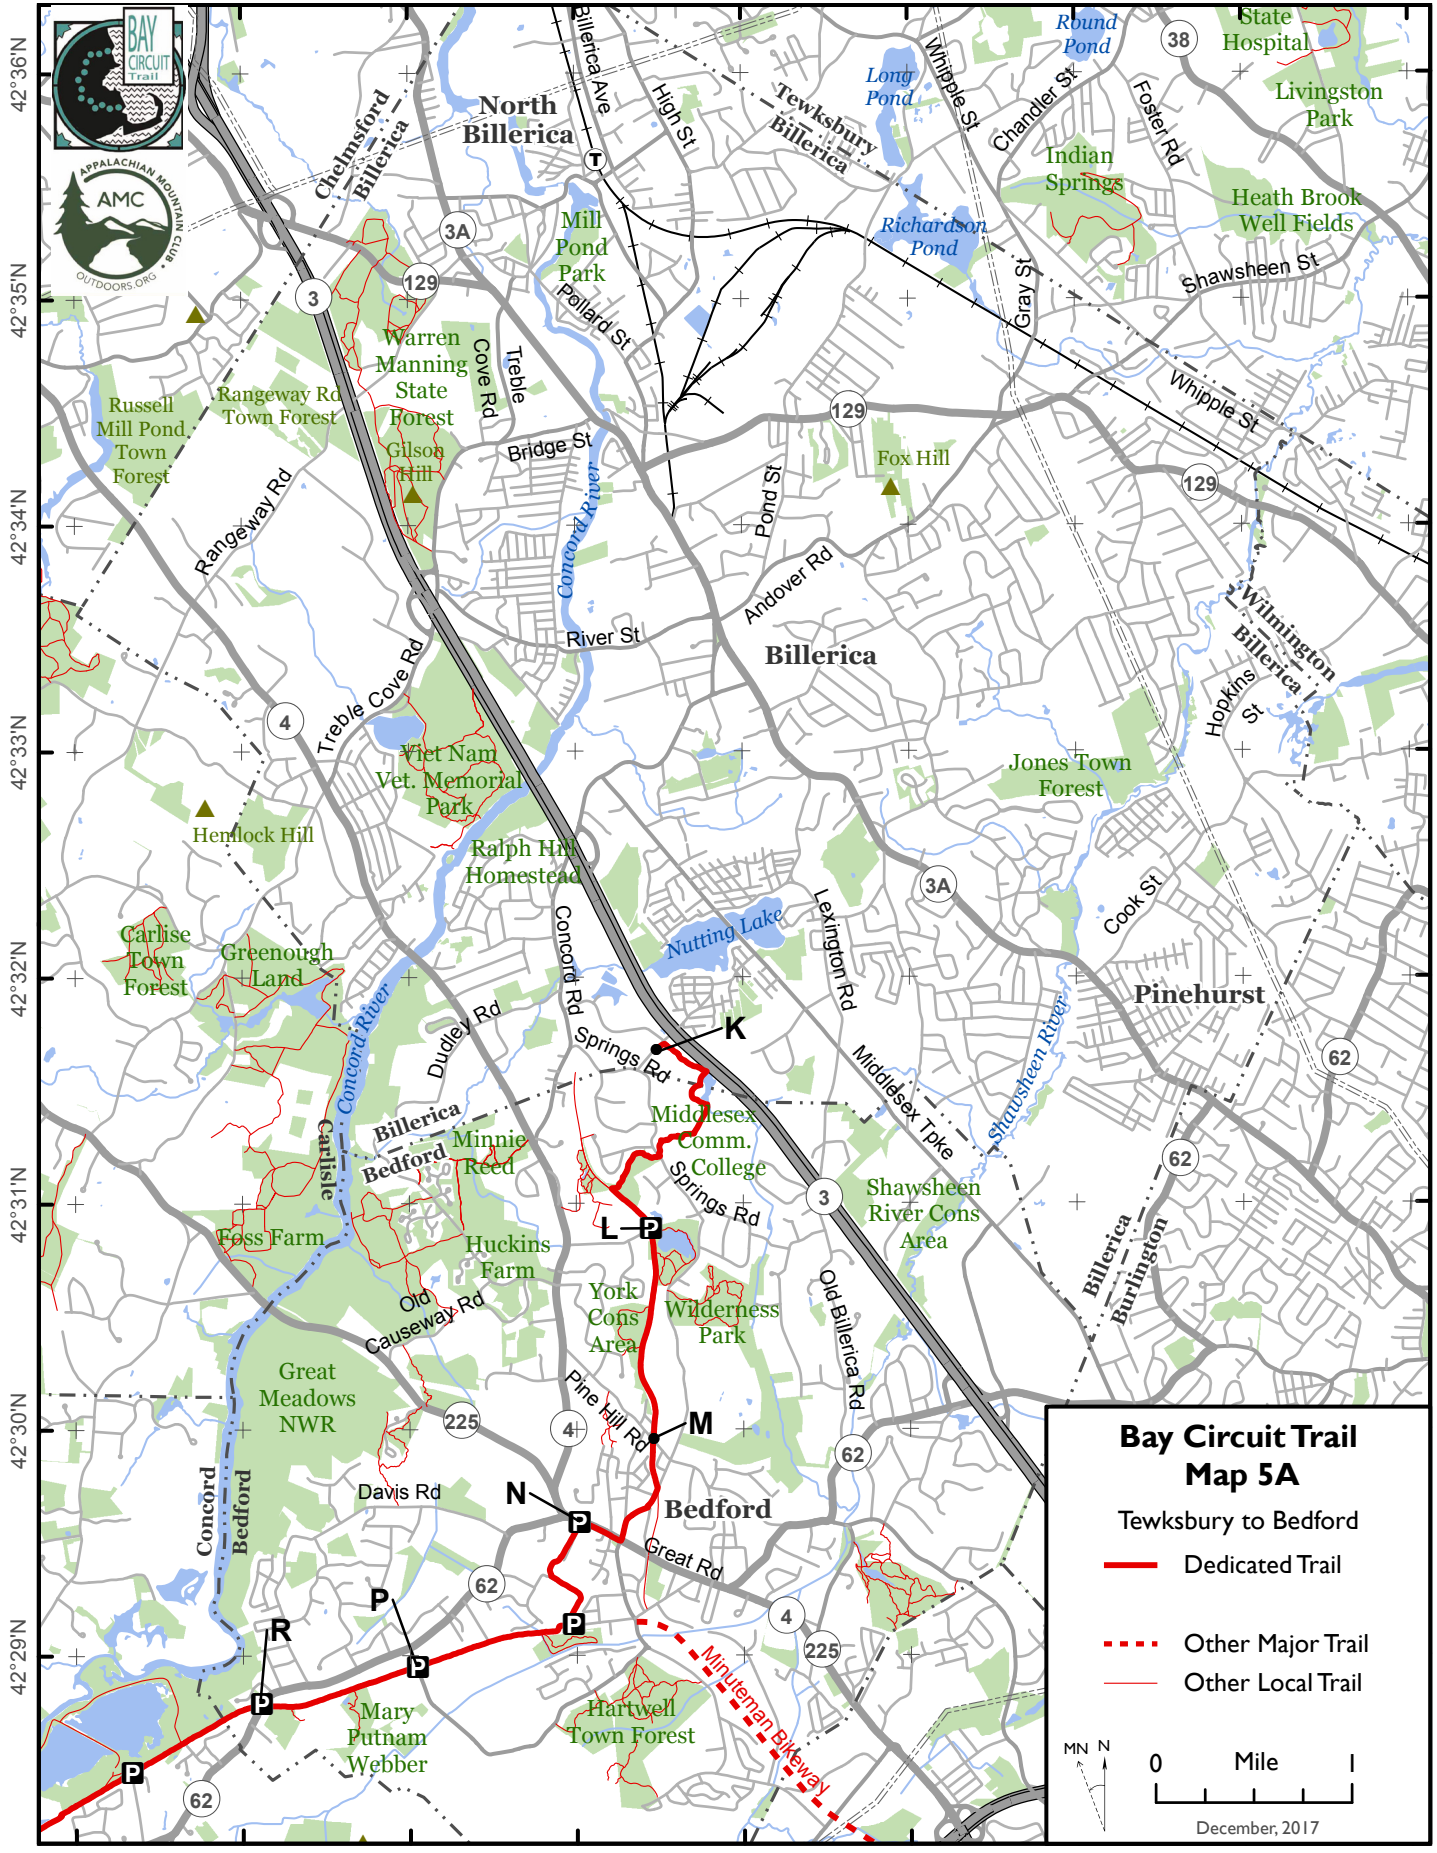 BAY
CIRCUIT
Trail
APPALACHIAN MOUNTAIN CLUB
AMC
OUTDOORS.ORG
42°36'N
42°35'N
42°34'N
42°33'N
42°32'N
42°31'N
42°30'N
42°29'N
Billerica Ave
North
Billerica
High St
T
Chelmsford
Billerica
Tewksbury
Billerica
Long
Pond
Whipple St
Round
Pond
Chandler St
38
Foster Rd
State
Hospital
Livingston
Park
Indian
Springs
Heath Brook
Well Fields
Shawsheen St
Richardson
Pond
Gray St
3A
129
3
Mill
Pond
Park
Pollard St
Warren
Manning
State
Forest
Treble
Cove Rd
Rangeway Rd
Town Forest
Russell
Mill Pond
Town
Forest
Gilson
Hill
Bridge St
129
Fox Hill
Whipple St
129
Rangeway Rd
Concord River
Pond St
Andover Rd
River St
Billerica
Wilmington
Billerica
Hopkins
St
Treble Cove Rd
4
Viet Nam
Vet. Memorial
Park
Jones Town
Forest
Hemlock Hill
Ralph Hill
Homestead
3A
Cook St
Carlise
Town
Forest
Greenough
Land
Concord Rd
Nutting Lake
Lexington Rd
Pinehurst
Concord River
Dudley Rd
Springs Rd
K
Middlesex Tpke
Shawsheen River
62
Carlisle
Billerica
Bedford
Minnie
Reed
Middlesex
Comm.
College
62
Foss Farm
Huckins
Farm
L
P
Springs Rd
3
Shawsheen
River Cons
Area
Billerica
Burlington
Old
Causeway Rd
York
Cons
Area
Wilderness
Park
Old Billerica Rd
Great
Meadows
NWR
225
4
Pine Hill Rd
M
62
Concord
Bedford
Davis Rd
N
P
Bedford
Great Rd
62
P
P
4
225
R
P
P
Mary
Putnam
Webber
Hartwell
Town Forest
Minuteman Bikeway
P
62
Bay Circuit Trail
Map 5A
Tewksbury to Bedford
Dedicated Trail
Other Major Trail
Other Local Trail
MN N
0 Mile 1
December, 2017